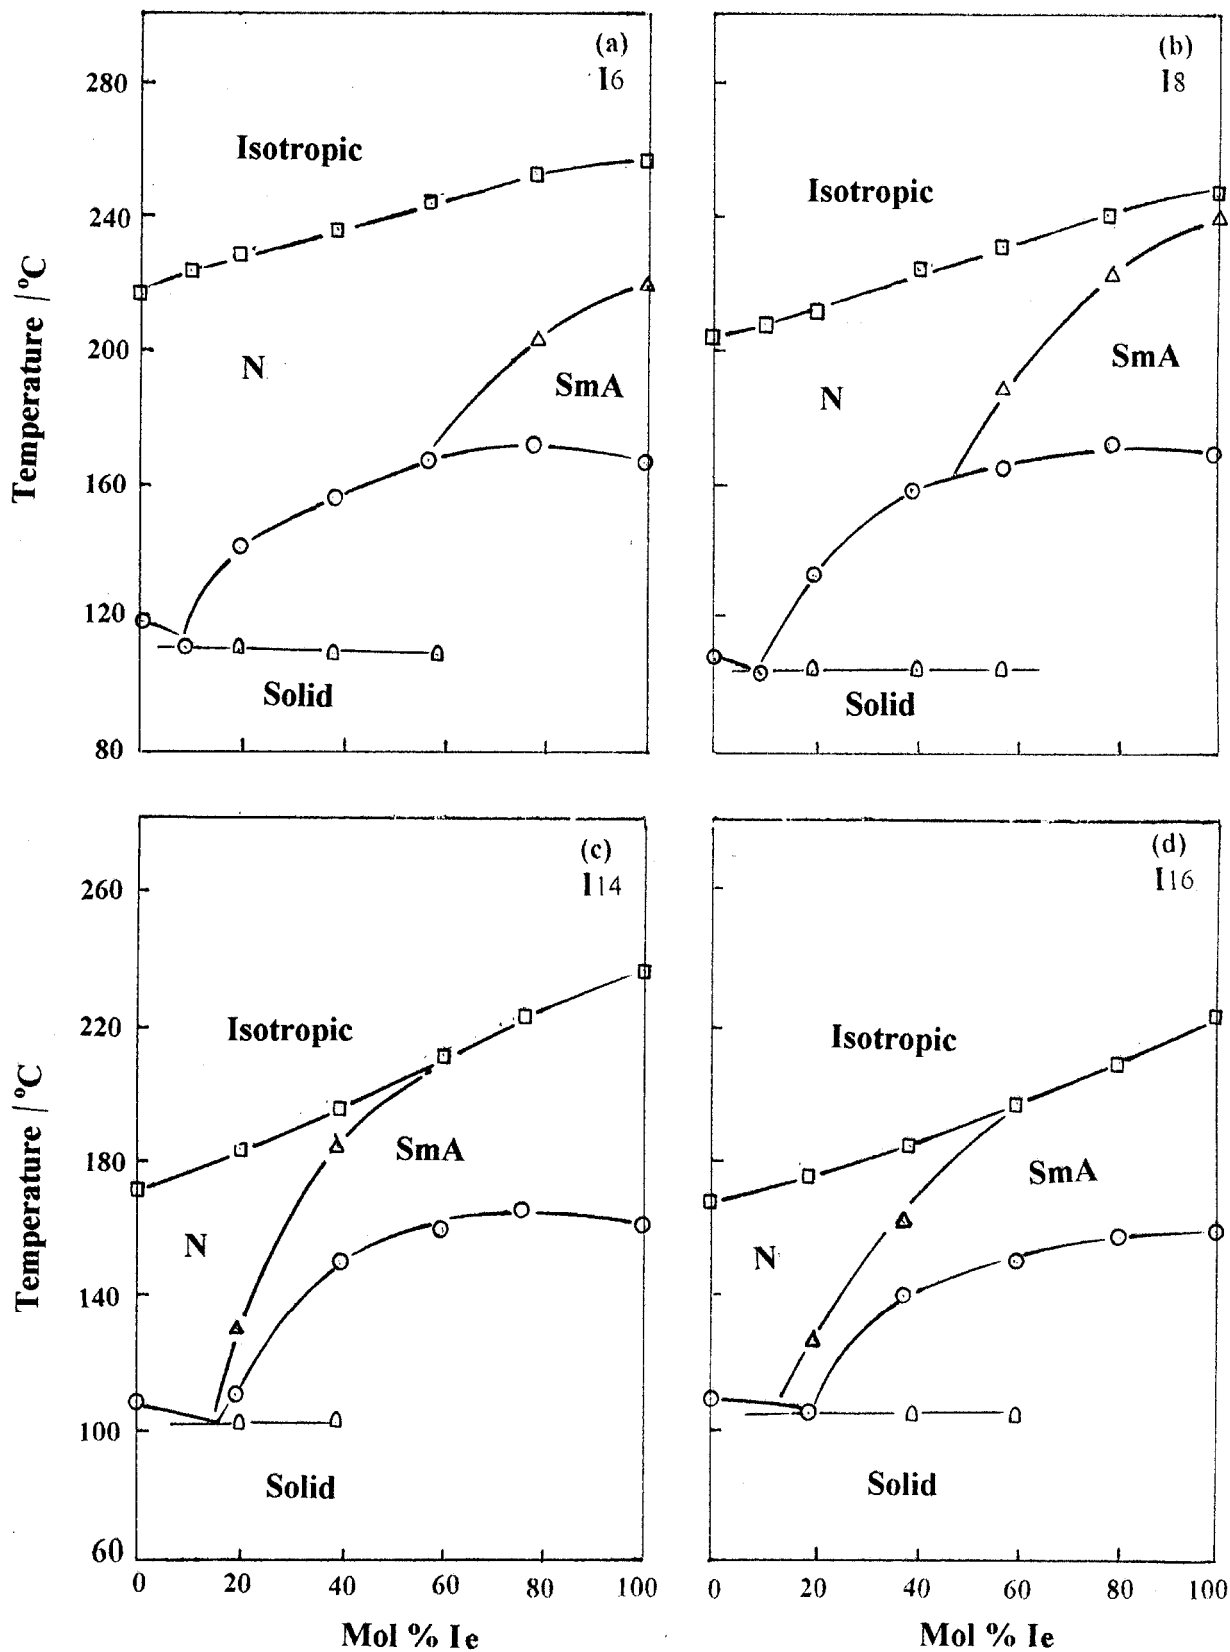 (a)
I6
280
Isotropic
240
Temperature / °C
200
N
SmA
160
120
Solid
80
(b)
I8
Isotropic
SmA
N
Solid
(c)
I14
260
Isotropic
220
Temperature / °C
180
SmA
N
140
100
Solid
60
0 20 40 60 80 100
Mol % Ie
(d)
I16
Isotropic
SmA
N
Solid
0 20 40 60 80 100
Mol % Ie